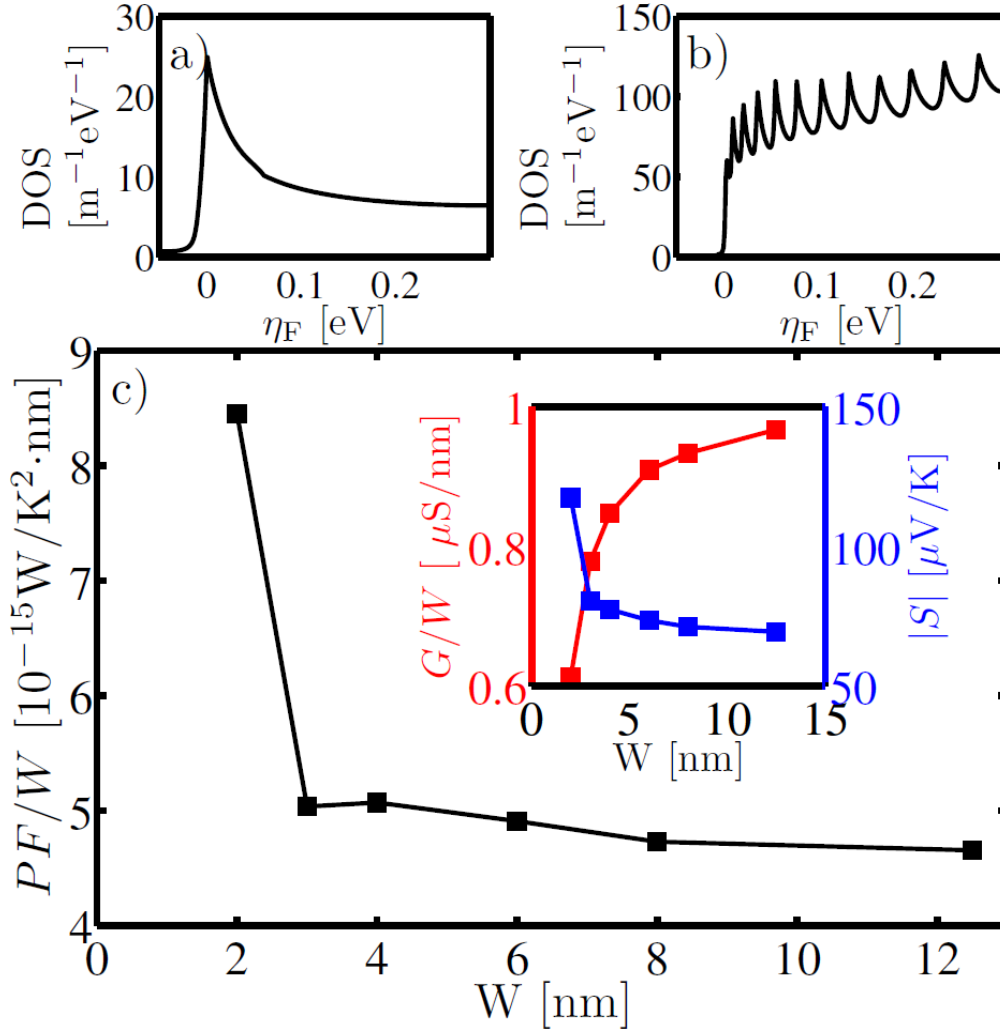 30
20
10
0
DOS
[m⁻¹eV⁻¹]
a)
0 0.1 0.2
η_F [eV]
150
100
50
0
DOS
[m⁻¹eV⁻¹]
b)
0 0.1 0.2
η_F [eV]
9
8
7
6
5
4
PF/W [10⁻¹⁵W/K²·nm]
c)
1
0.8
0.6
G/W [ μS/nm]
150
100
50
|S| [μV/K]
0 5 10 15
W [nm]
0 2 4 6 8 10 12
W [nm]